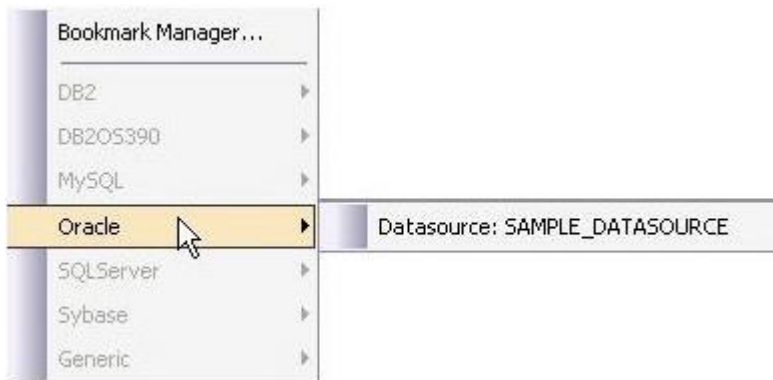 Bookmark Manager...
DB2
DB2OS390
MySQL
Oracle
Datasource: SAMPLE_DATASOURCE
SQLServer
Sybase
Generic